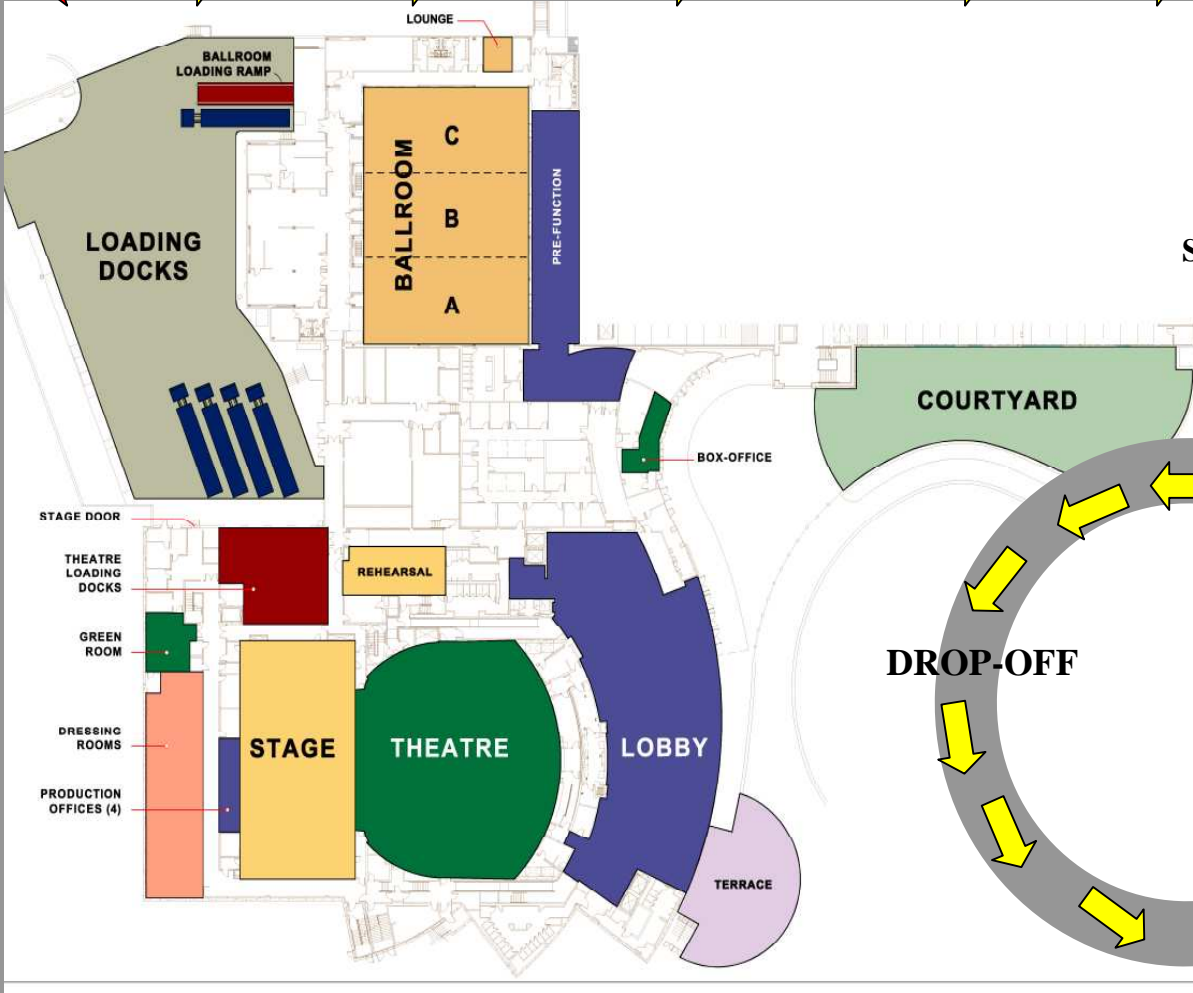 LOUNGE
BALLROOM
LOADING RAMP
C
BALLROOM
B
A
PRE-FUNCTION
LOADING
DOCKS
S
COURTYARD
BOX-OFFICE
STAGE DOOR
THEATRE
LOADING
DOCKS
REHEARSAL
GREEN
ROOM
DROP-OFF
DRESSING
ROOMS
STAGE
THEATRE
LOBBY
PRODUCTION
OFFICES (4)
TERRACE